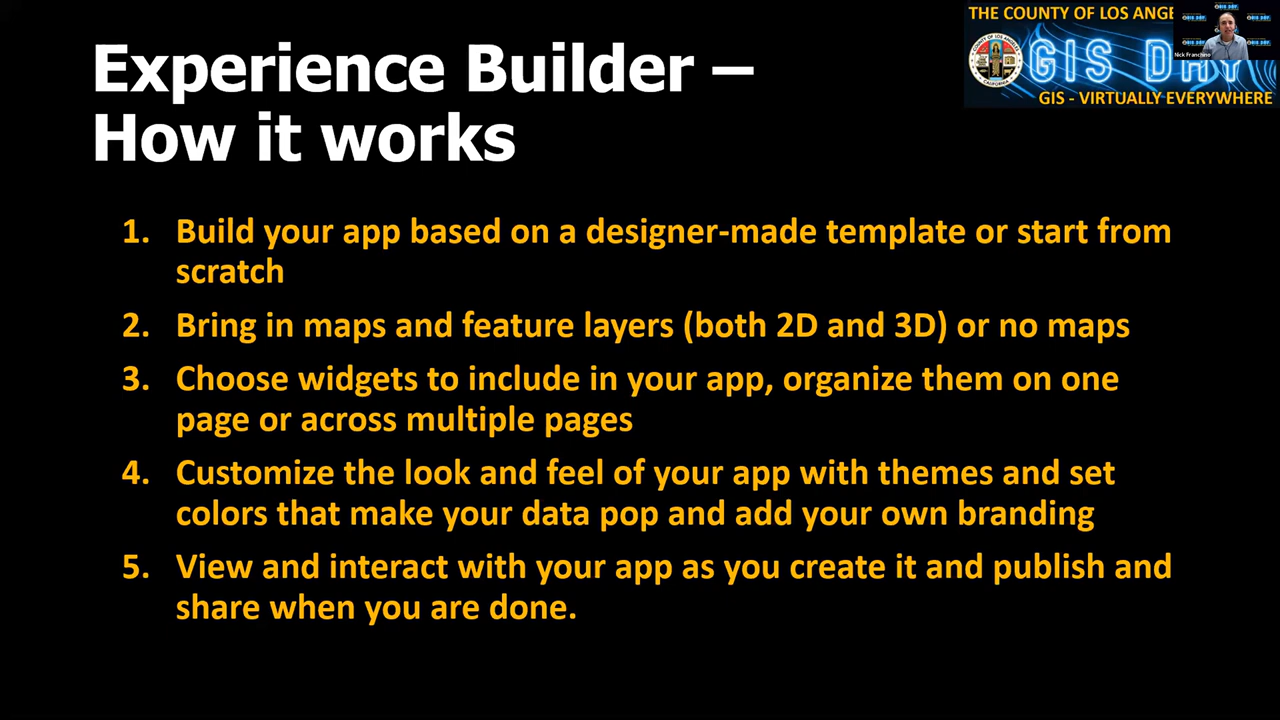 Experience Builder –
How it works
THE COUNTY OF LOS ANGE
GIS DAY
GIS - VIRTUALLY EVERYWHERE
Nick Franchino
1. Build your app based on a designer-made template or start from
scratch
2. Bring in maps and feature layers (both 2D and 3D) or no maps
3. Choose widgets to include in your app, organize them on one
page or across multiple pages
4. Customize the look and feel of your app with themes and set
colors that make your data pop and add your own branding
5. View and interact with your app as you create it and publish and
share when you are done.